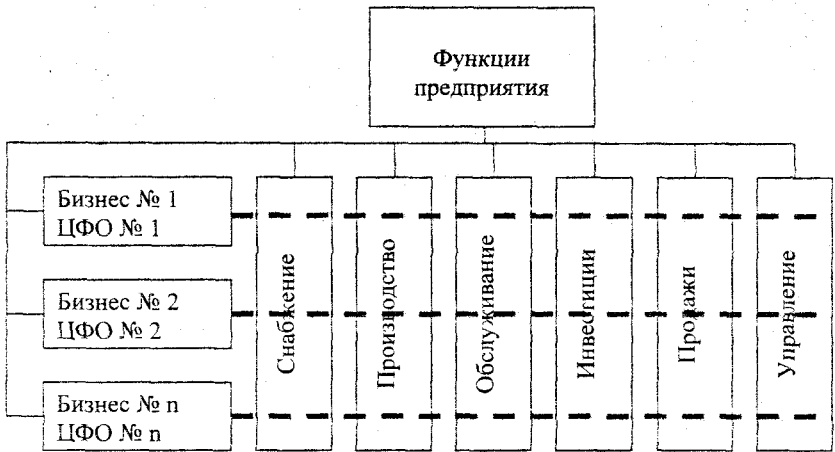 Функции
предприятия
Бизнес № 1
ЦФО № 1
Бизнес № 2
ЦФО № 2
Бизнес № n
ЦФО № n
Снабжение
Производство
Обслуживание
Инвестиции
Продажи
Управление